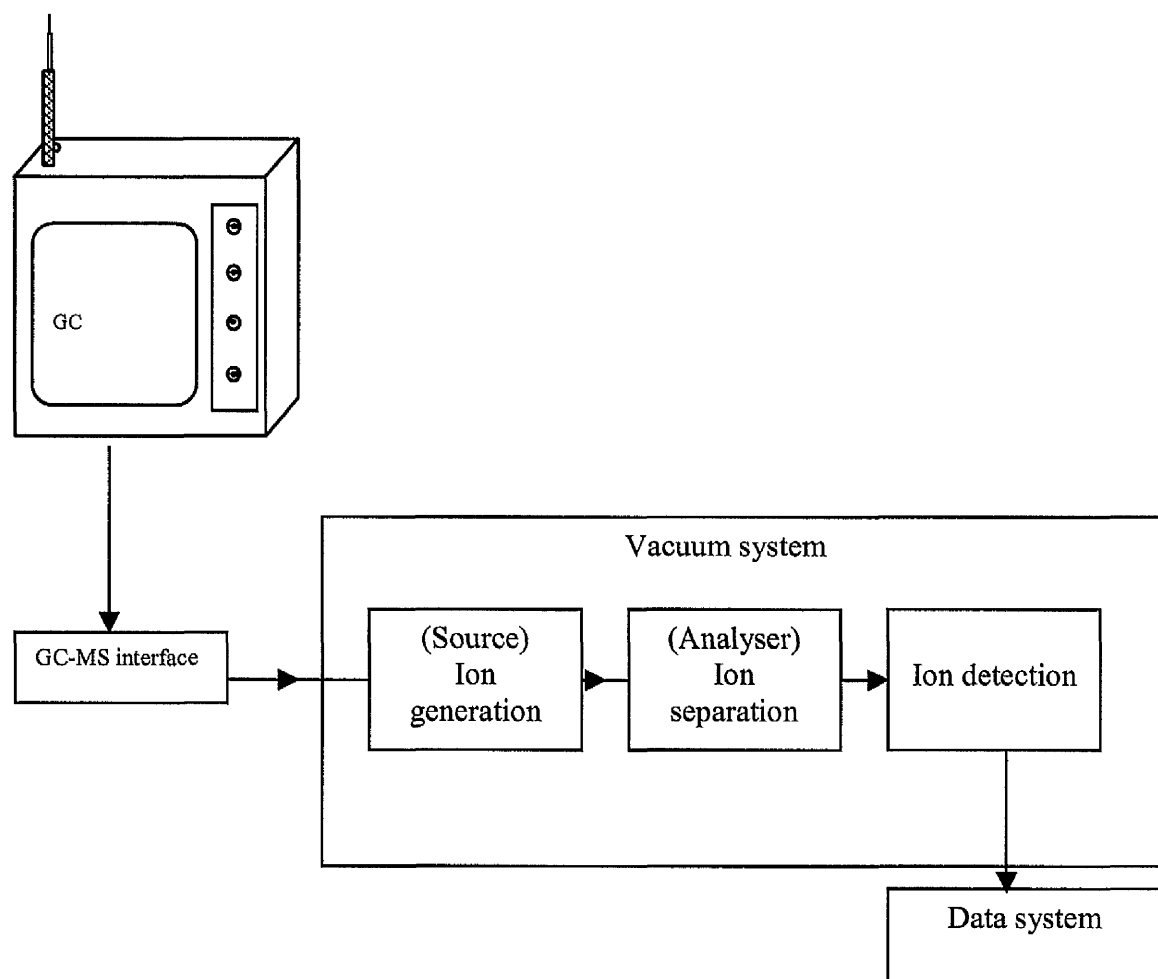 GC
Vacuum system
GC-MS interface
(Source)
Ion
generation
(Analyser)
Ion
separation
Ion detection
Data system